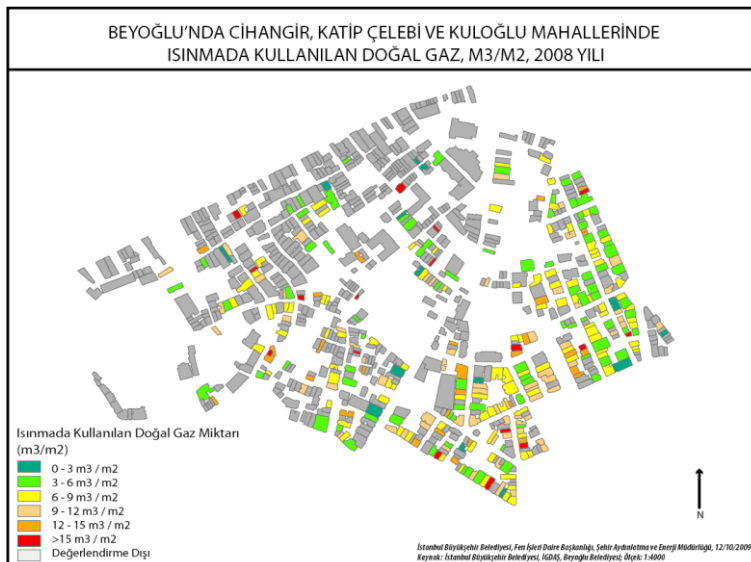 BEYOĞLU'NDA CİHANGİR, KATİP ÇELEBİ VE KULOĞLU MAHALLERİNDE
ISINMADA KULLANILAN DOĞAL GAZ, M3/M2, 2008 YILI
Isınmada Kullanılan Doğal Gaz Miktarı
(m3/m2)
0 - 3 m3 / m2
3 - 6 m3 / m2
6 - 9 m3 / m2
9 - 12 m3 / m2
12 - 15 m3 / m2
>15 m3 / m2
Değerlendirme Dışı
N
İstanbul Büyükşehir Belediyesi, Fen İşleri Daire Başkanlığı, Şehir Aydınlatma ve Enerji Müdürlüğü, 12/10/2009
Kaynak: İstanbul Büyükşehir Belediyesi, İGDAŞ, Beyoğlu Belediyesi; Ölçek: 1:4000